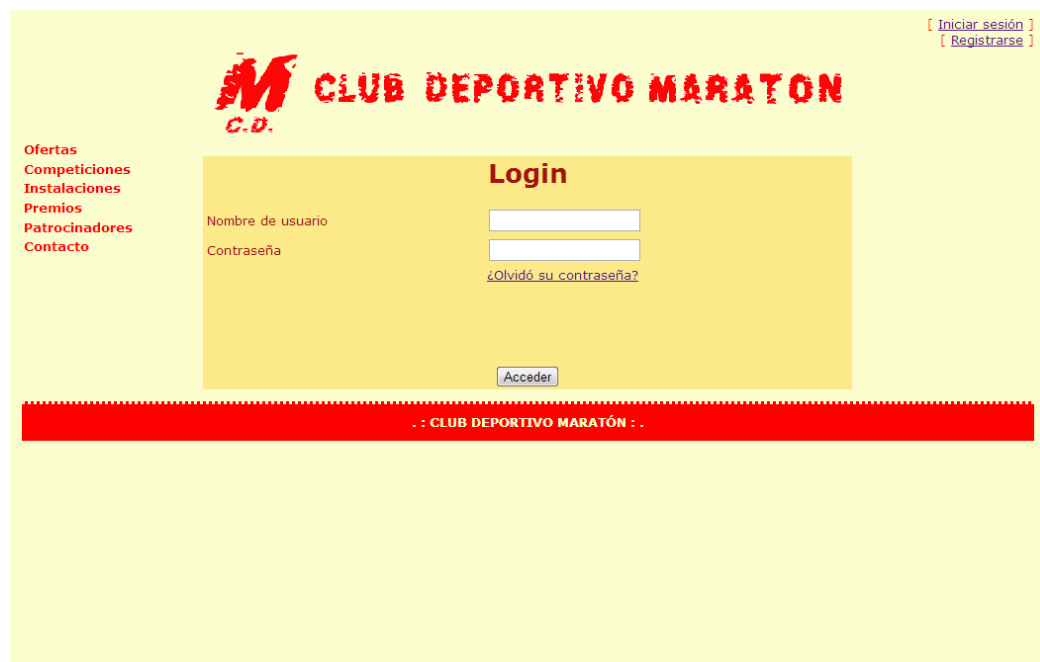 [ Iniciar sesión ]
[ Registrarse ]
M CLUB DEPORTIVO MARATON
C.D.
Ofertas
Competiciones
Instalaciones
Premios
Patrocinadores
Contacto
Login
Nombre de usuario
Contraseña
¿Olvidó su contraseña?
Acceder
. : CLUB DEPORTIVO MARATÓN : .